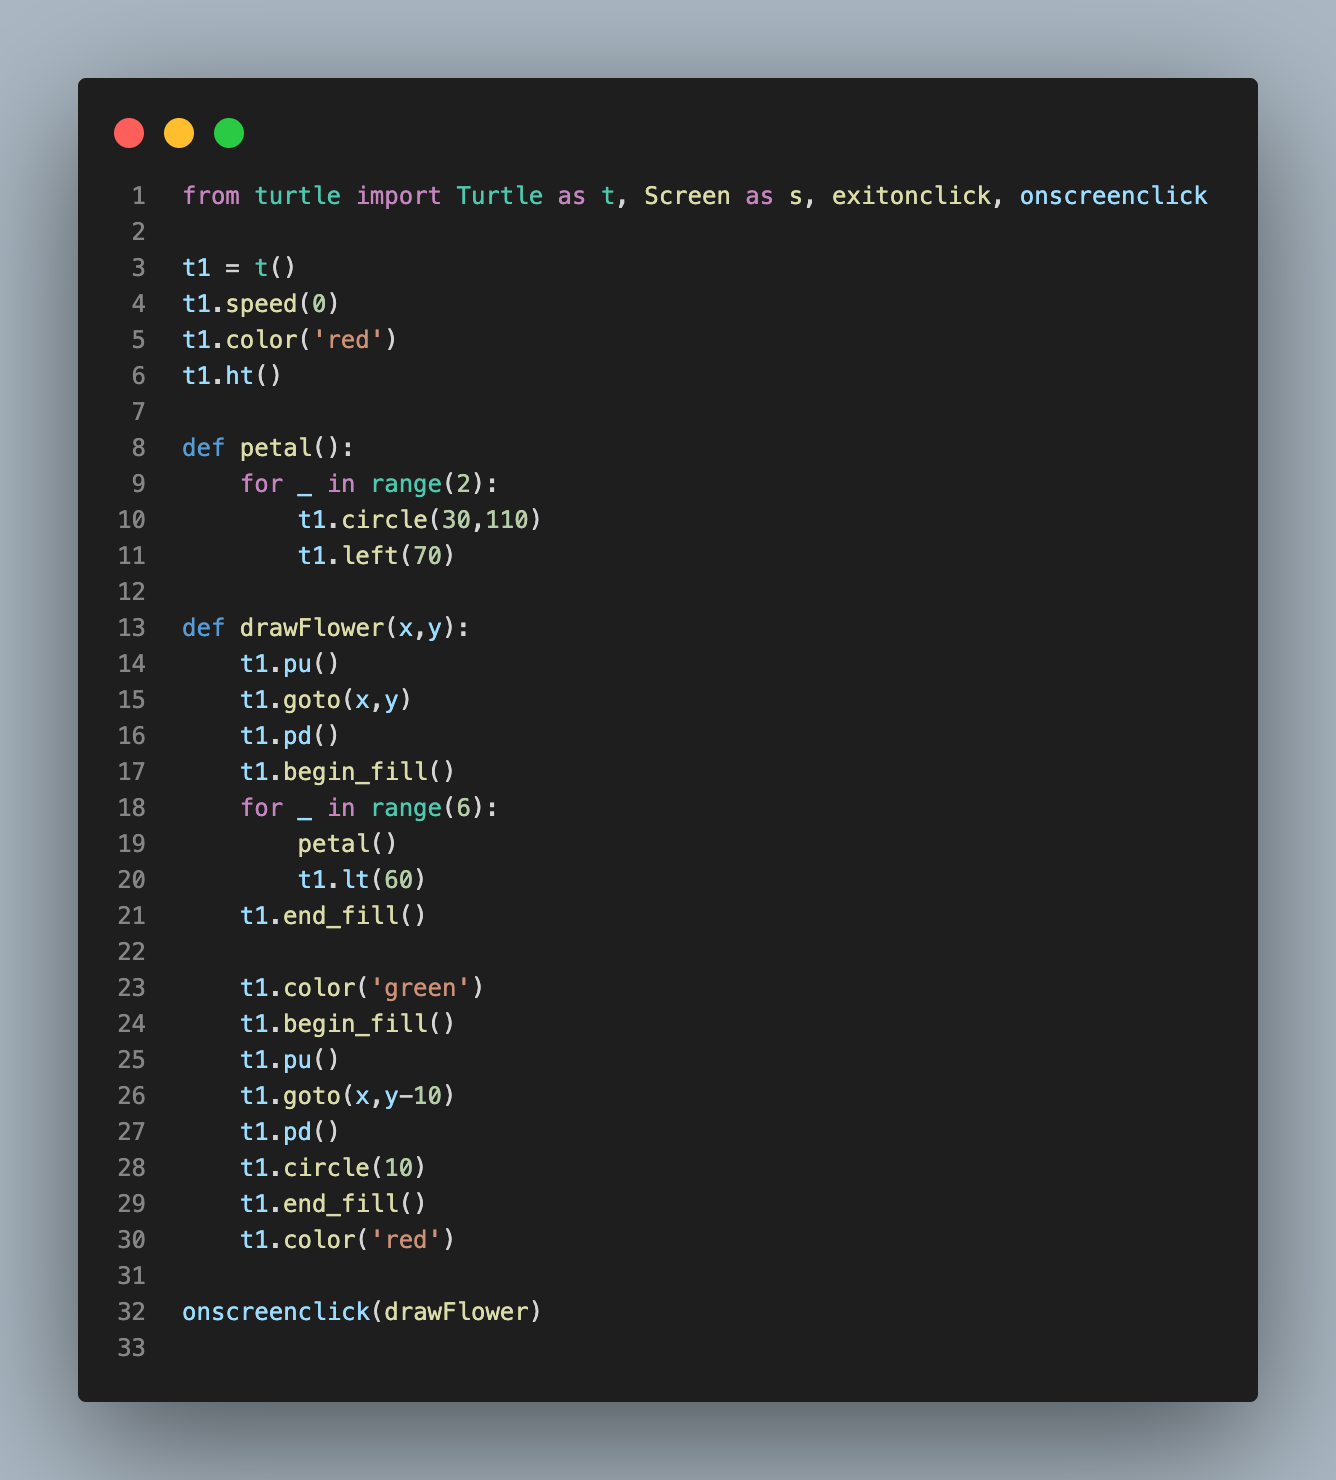 1 from turtle import Turtle as t, Screen as s, exitonclick, onscreenclick
2
3 t1 = t()
4 t1.speed(0)
5 t1.color('red')
6 t1.ht()
7
8 def petal():
9     for _ in range(2):
10         t1.circle(30,110)
11         t1.left(70)
12
13 def drawFlower(x,y):
14     t1.pu()
15     t1.goto(x,y)
16     t1.pd()
17     t1.begin_fill()
18     for _ in range(6):
19         petal()
20         t1.lt(60)
21     t1.end_fill()
22
23     t1.color('green')
24     t1.begin_fill()
25     t1.pu()
26     t1.goto(x,y-10)
27     t1.pd()
28     t1.circle(10)
29     t1.end_fill()
30     t1.color('red')
31
32 onscreenclick(drawFlower)
33